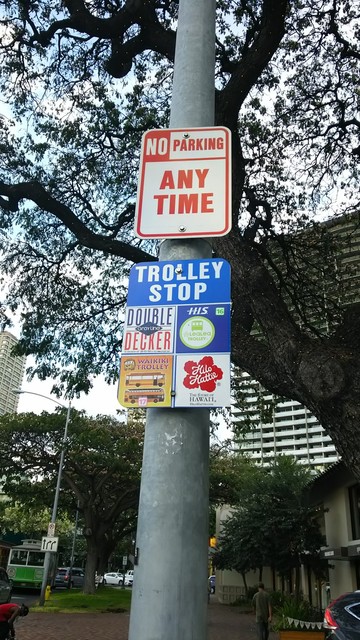 NO PARKING
ANY
TIME
TROLLEY
STOP
DOUBLE
DECKER
HIS
WAIKIKI
TROLLEY
Hilo
Hattie
HAWAII